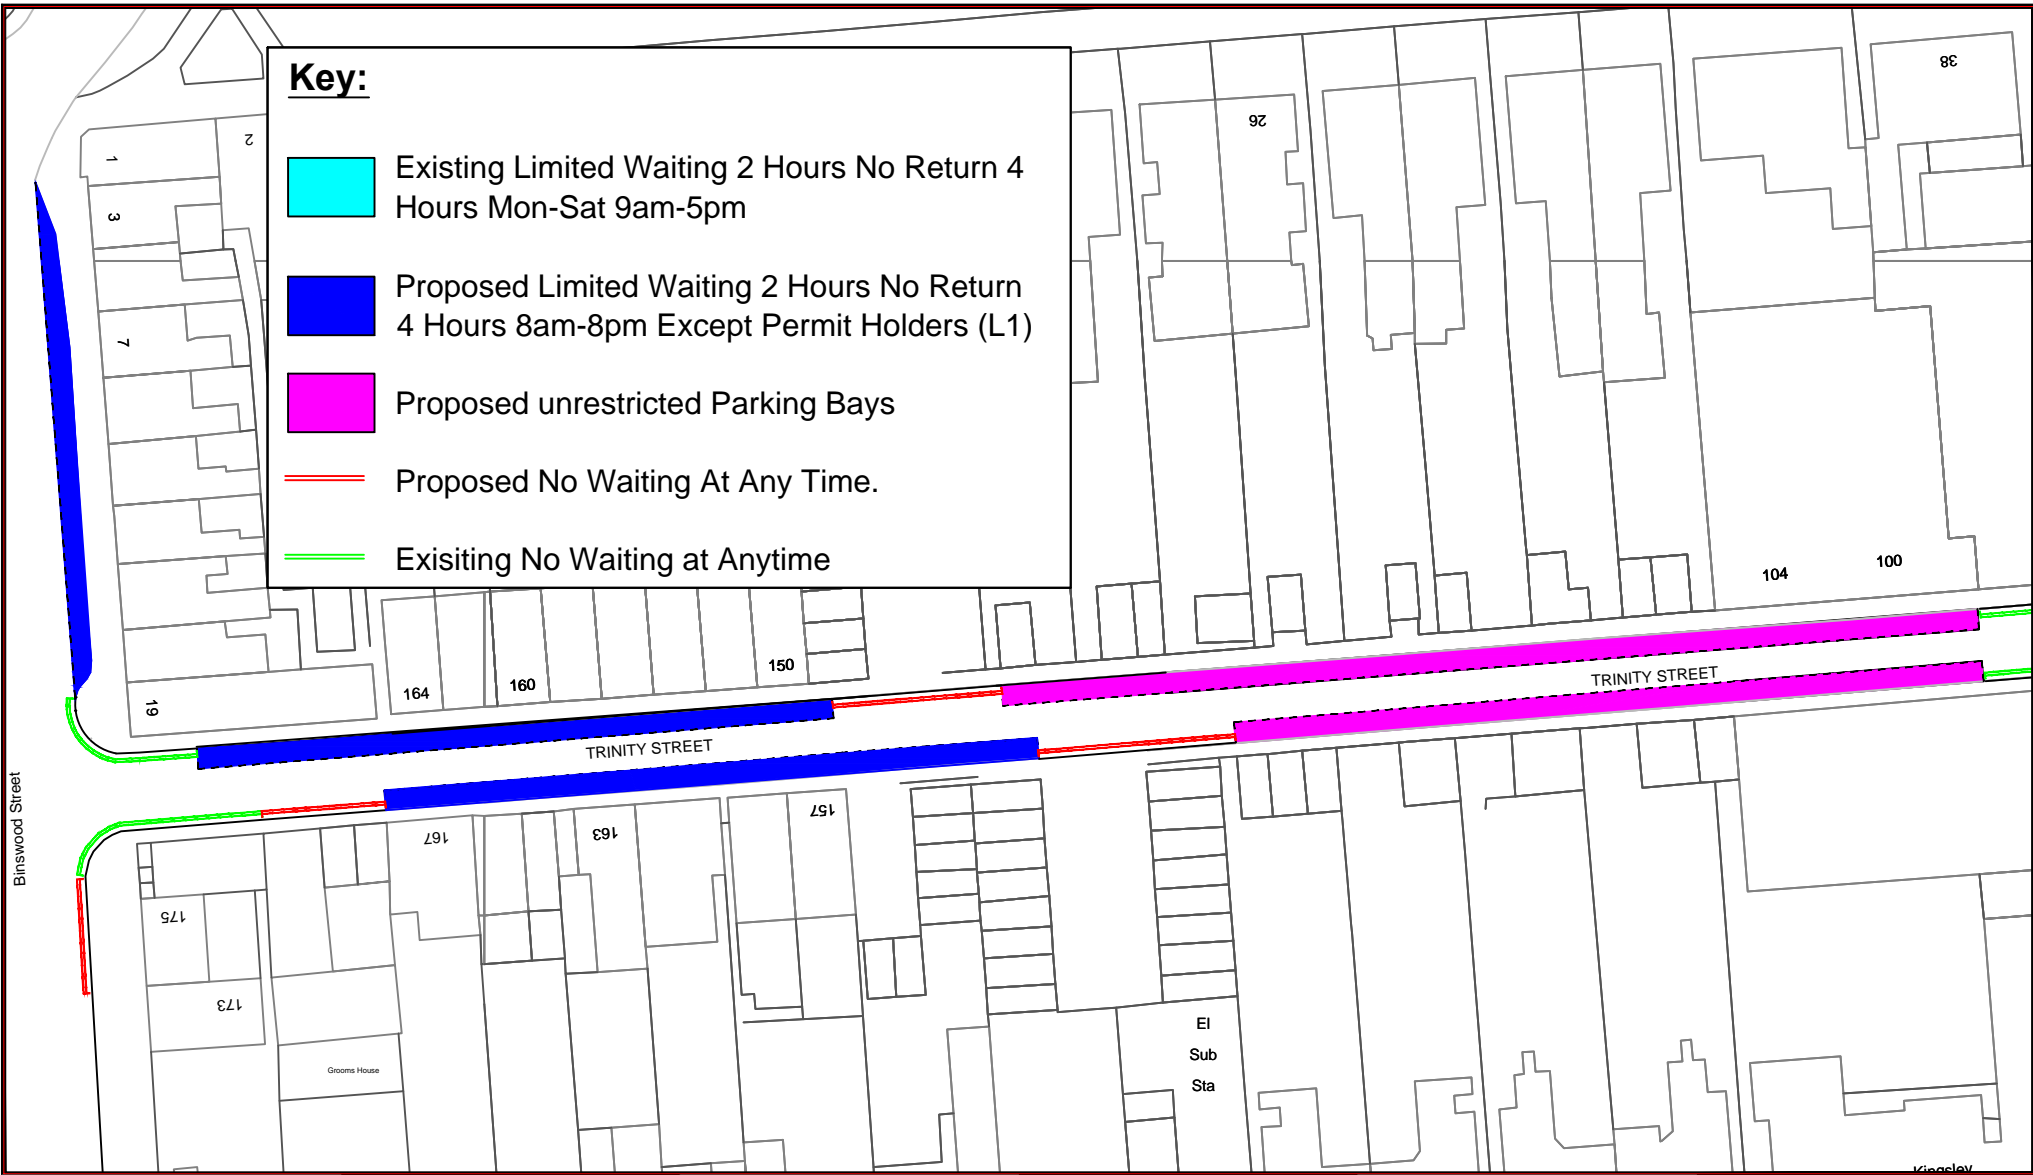 Key:
Existing Limited Waiting 2 Hours No Return 4
Hours Mon-Sat 9am-5pm
Proposed Limited Waiting 2 Hours No Return
4 Hours 8am-8pm Except Permit Holders (L1)
Proposed unrestricted Parking Bays
Proposed No Waiting At Any Time.
Exisiting No Waiting at Anytime
1
2
3
7
19
26
38
104
100
164
160
150
TRINITY STREET
TRINITY STREET
Binswood Street
167
163
157
175
173
Grooms House
El
Sub
Sta
Kingsley